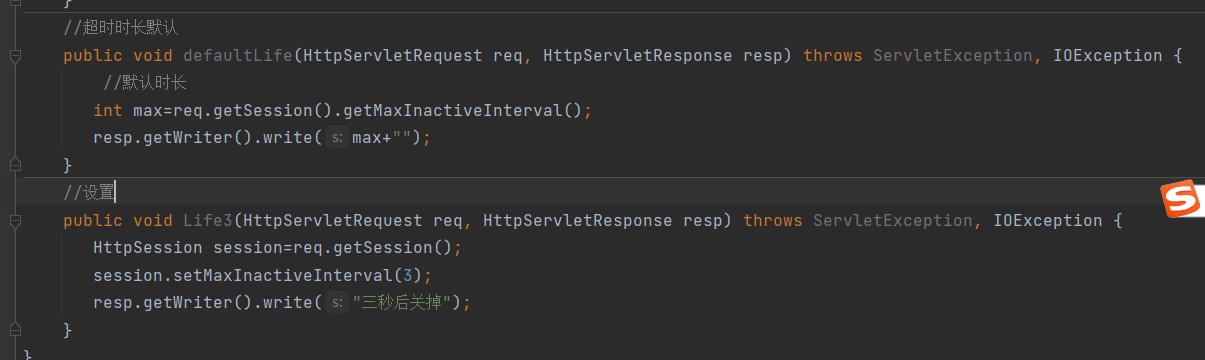 }
//超时时长默认
public void defaultLife(HttpServletRequest req, HttpServletResponse resp) throws ServletException, IOException {
//默认时长
int max=req.getSession().getMaxInactiveInterval();
resp.getWriter().write( s: max+"");
}
//设置
public void Life3(HttpServletRequest req, HttpServletResponse resp) throws ServletException, IOException {
HttpSession session=req.getSession();
session.setMaxInactiveInterval(3);
resp.getWriter().write( s: "三秒后关掉");
}
}